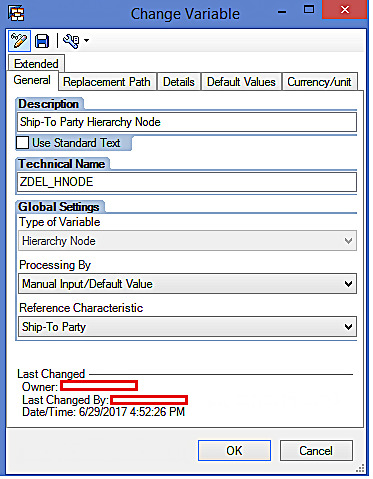 Change Variable
Extended
General
Replacement Path
Details
Default Values
Currency/unit
Description
Ship-To Party Hierarchy Node
Use Standard Text
Technical Name
ZDEL_HNODE
Global Settings
Type of Variable
Hierarchy Node
Processing By
Manual Input/Default Value
Reference Characteristic
Ship-To Party
Last Changed
Owner:
Last Changed By:
Date/Time: 6/29/2017 4:52:26 PM
OK
Cancel